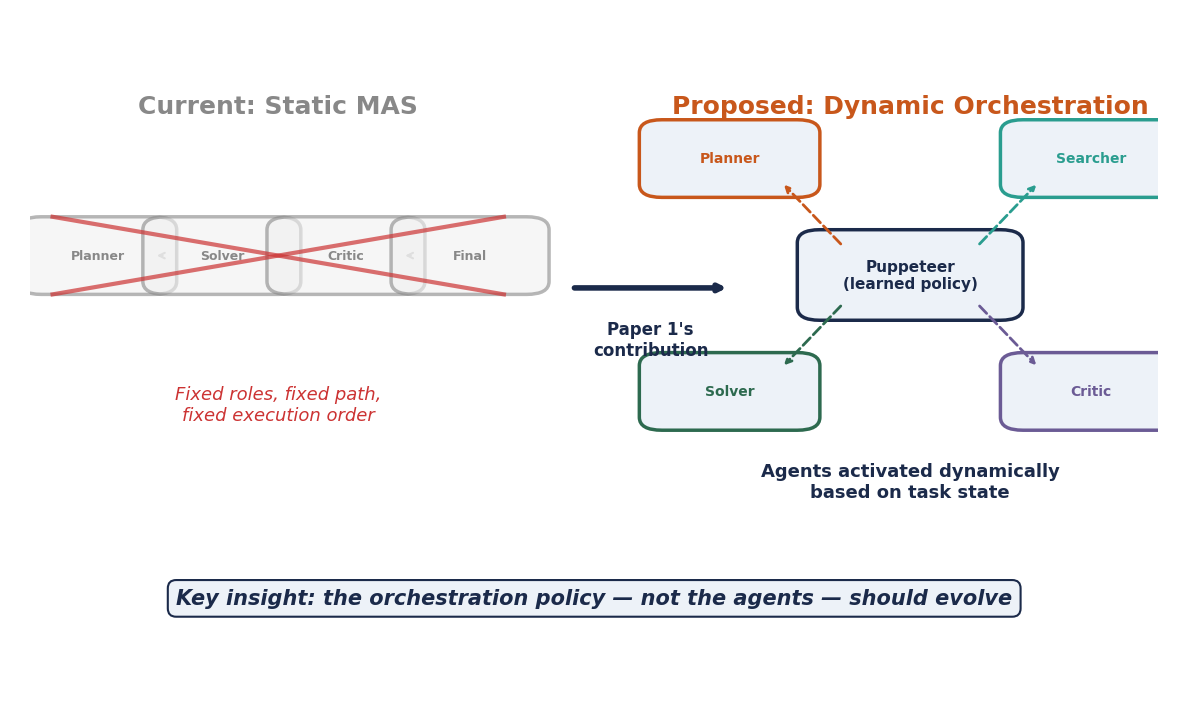 Current: Static MAS
Planner
Solver
Critic
Final
Fixed roles, fixed path,
fixed execution order
Paper 1's
contribution
Proposed: Dynamic Orchestration
Planner
Searcher
Puppeteer
(learned policy)
Solver
Critic
Agents activated dynamically
based on task state
Key insight: the orchestration policy — not the agents — should evolve